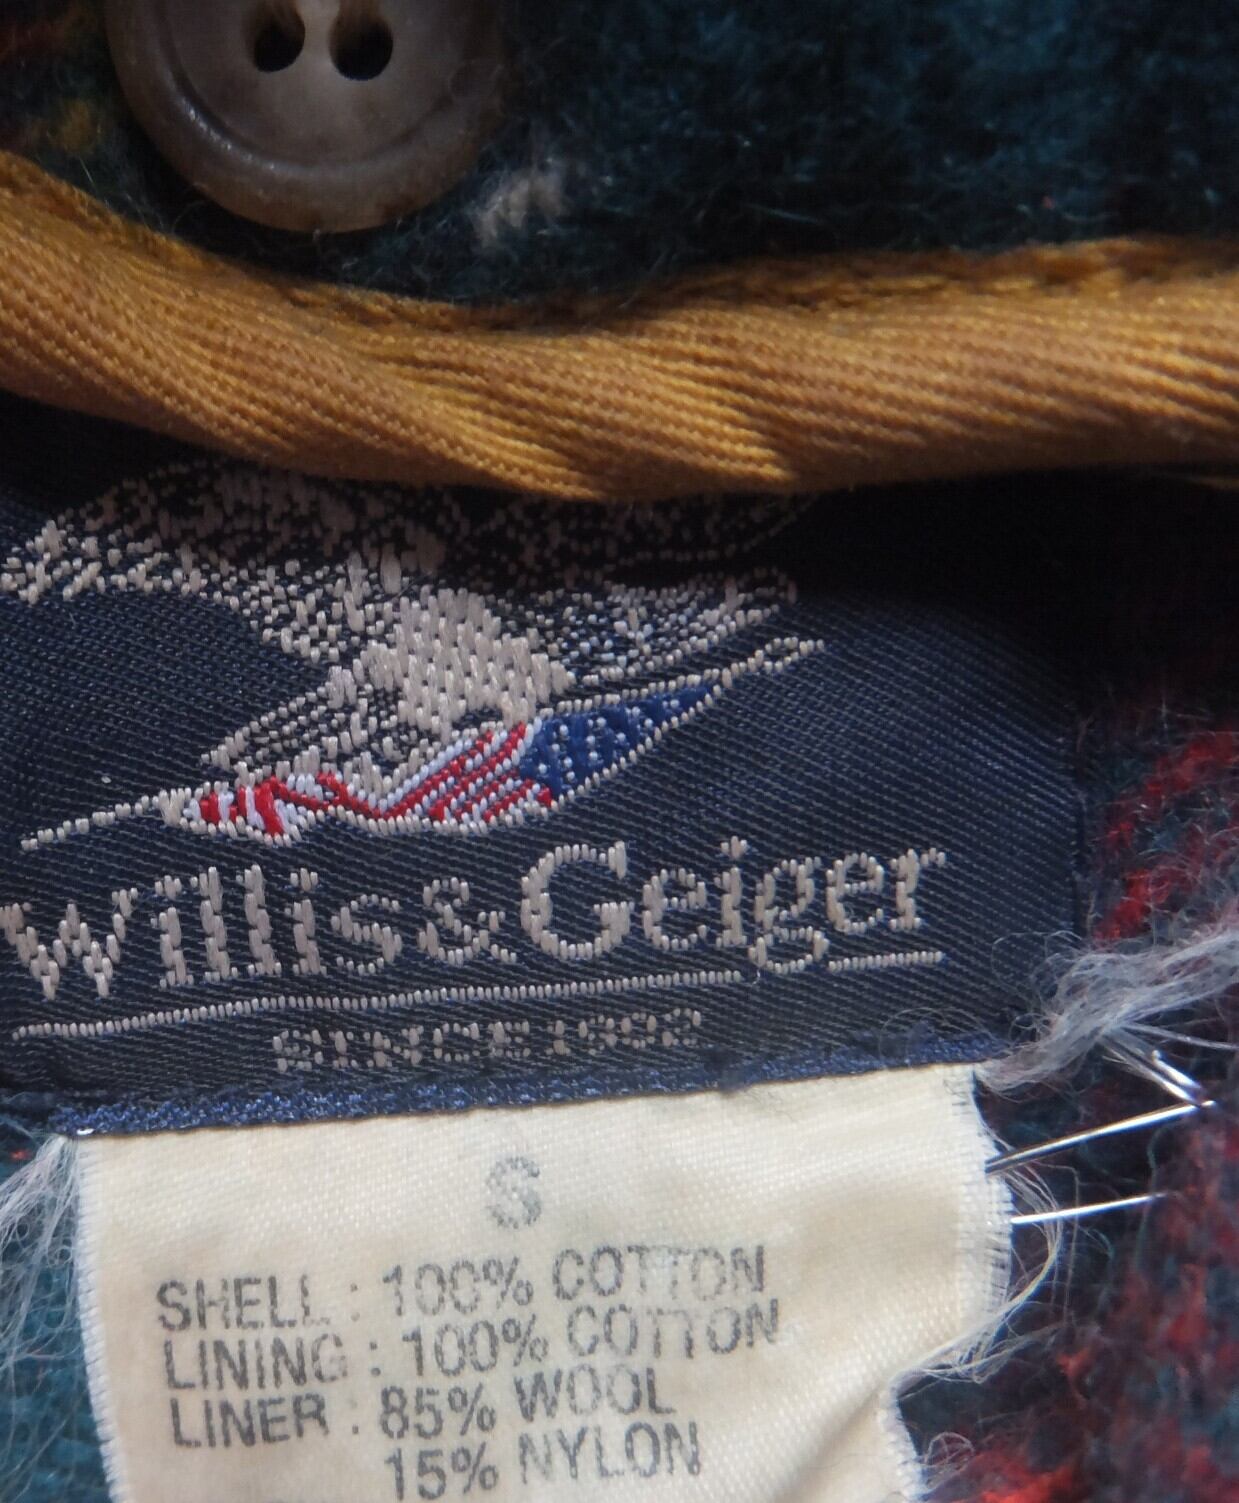 Willis & Geiger
SINCE 1902
S
SHELL : 100% COTTON
LINING : 100% COTTON
LINER : 85% WOOL
15% NYLON